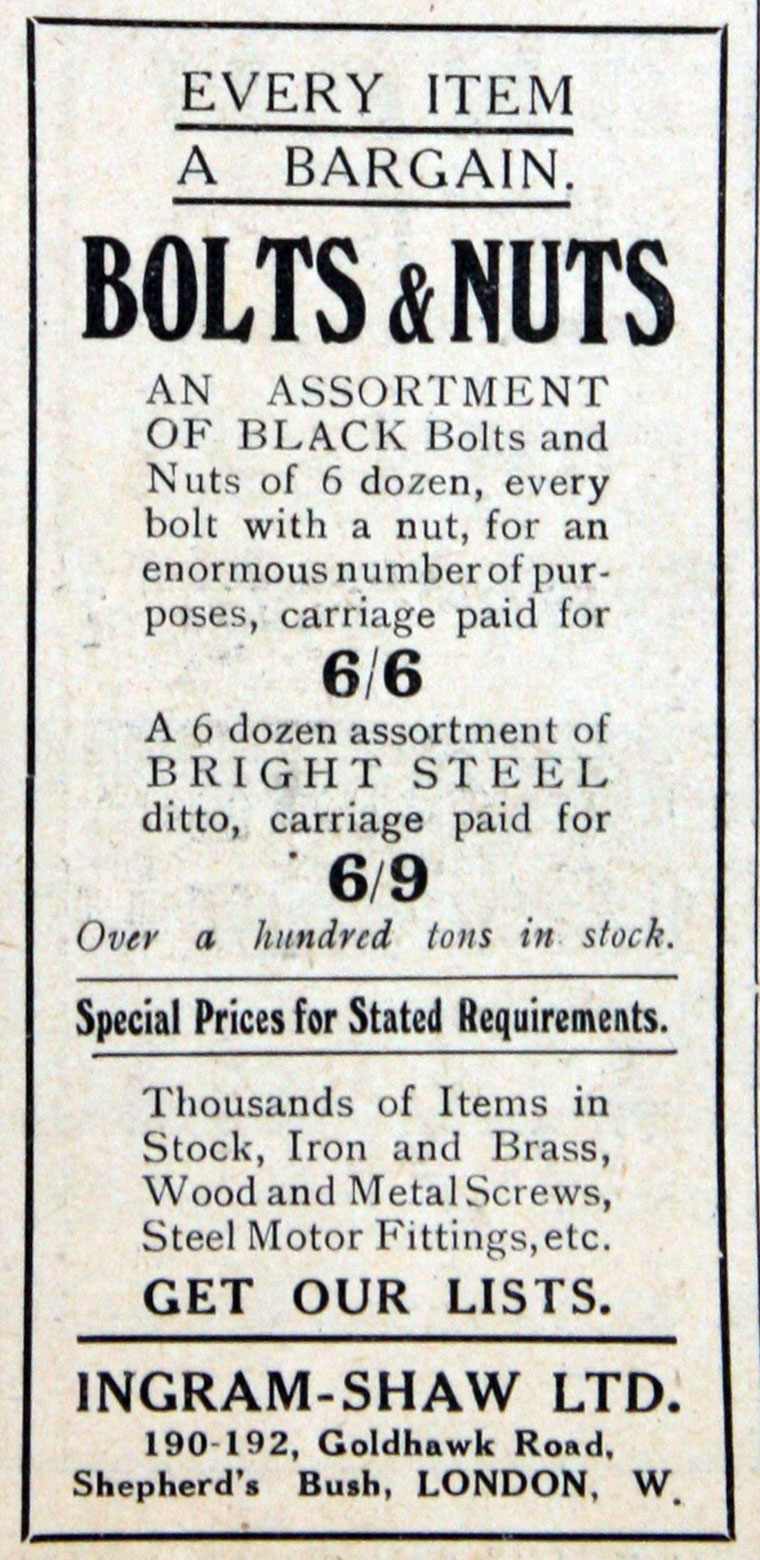 EVERY ITEM
A BARGAIN.
BOLTS & NUTS
AN ASSORTMENT
OF BLACK Bolts and
Nuts of 6 dozen, every
bolt with a nut, for an
enormous number of pur-
poses, carriage paid for
6/6
A 6 dozen assortment of
BRIGHT STEEL
ditto, carriage paid for
6/9
Over a hundred tons in stock.
Special Prices for Stated Requirements.
Thousands of Items in
Stock, Iron and Brass,
Wood and Metal Screws,
Steel Motor Fittings, etc.
GET OUR LISTS.
INGRAM-SHAW LTD.
190-192, Goldhawk Road,
Shepherd's Bush, LONDON, W.